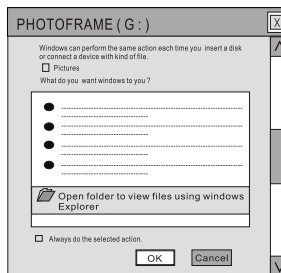 PHOTOFRAME ( G : )
X
Windows can perform the same action each time you insert a disk
or connect a device with kind of file.
Pictures
What do you want windows to you ?
Open folder to view files using windows
Explorer
Always do the selected action.
OK
Cancel